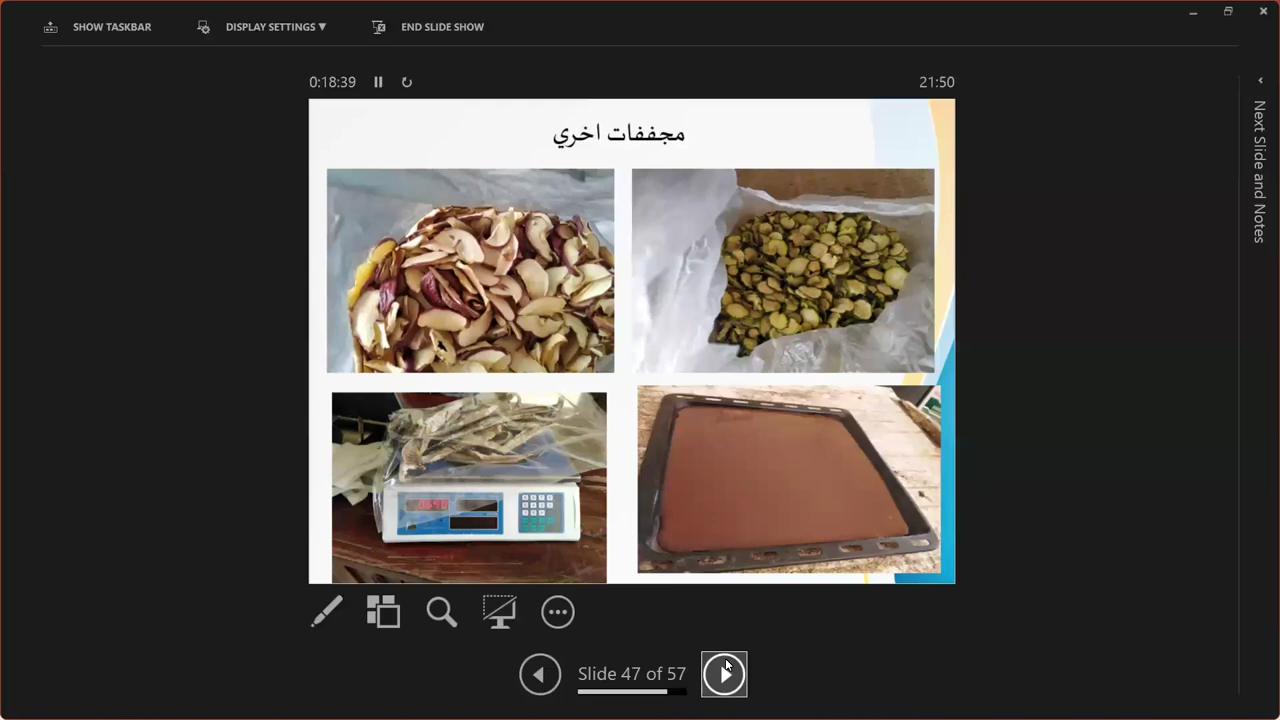 SHOW TASKBAR
DISPLAY SETTINGS ▼
END SLIDE SHOW
0:18:39
21:50
مجففات اخري
Next Slide and Notes
Slide 47 of 57